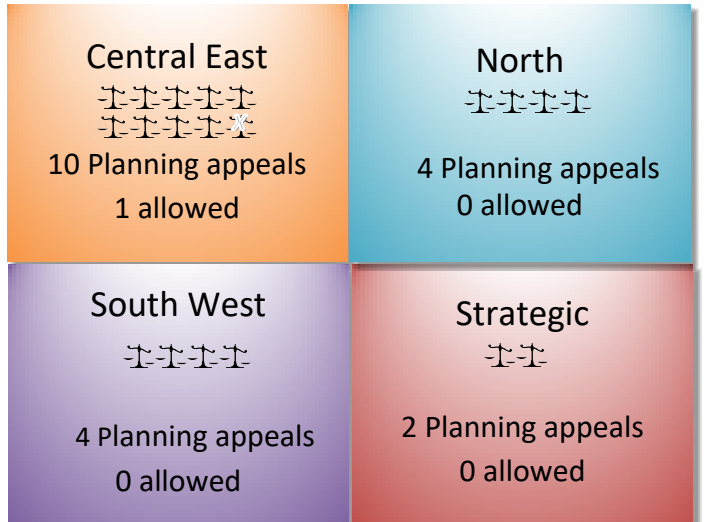 Central East
X
10 Planning appeals
1 allowed
North
4 Planning appeals
0 allowed
South West
4 Planning appeals
0 allowed
Strategic
2 Planning appeals
0 allowed